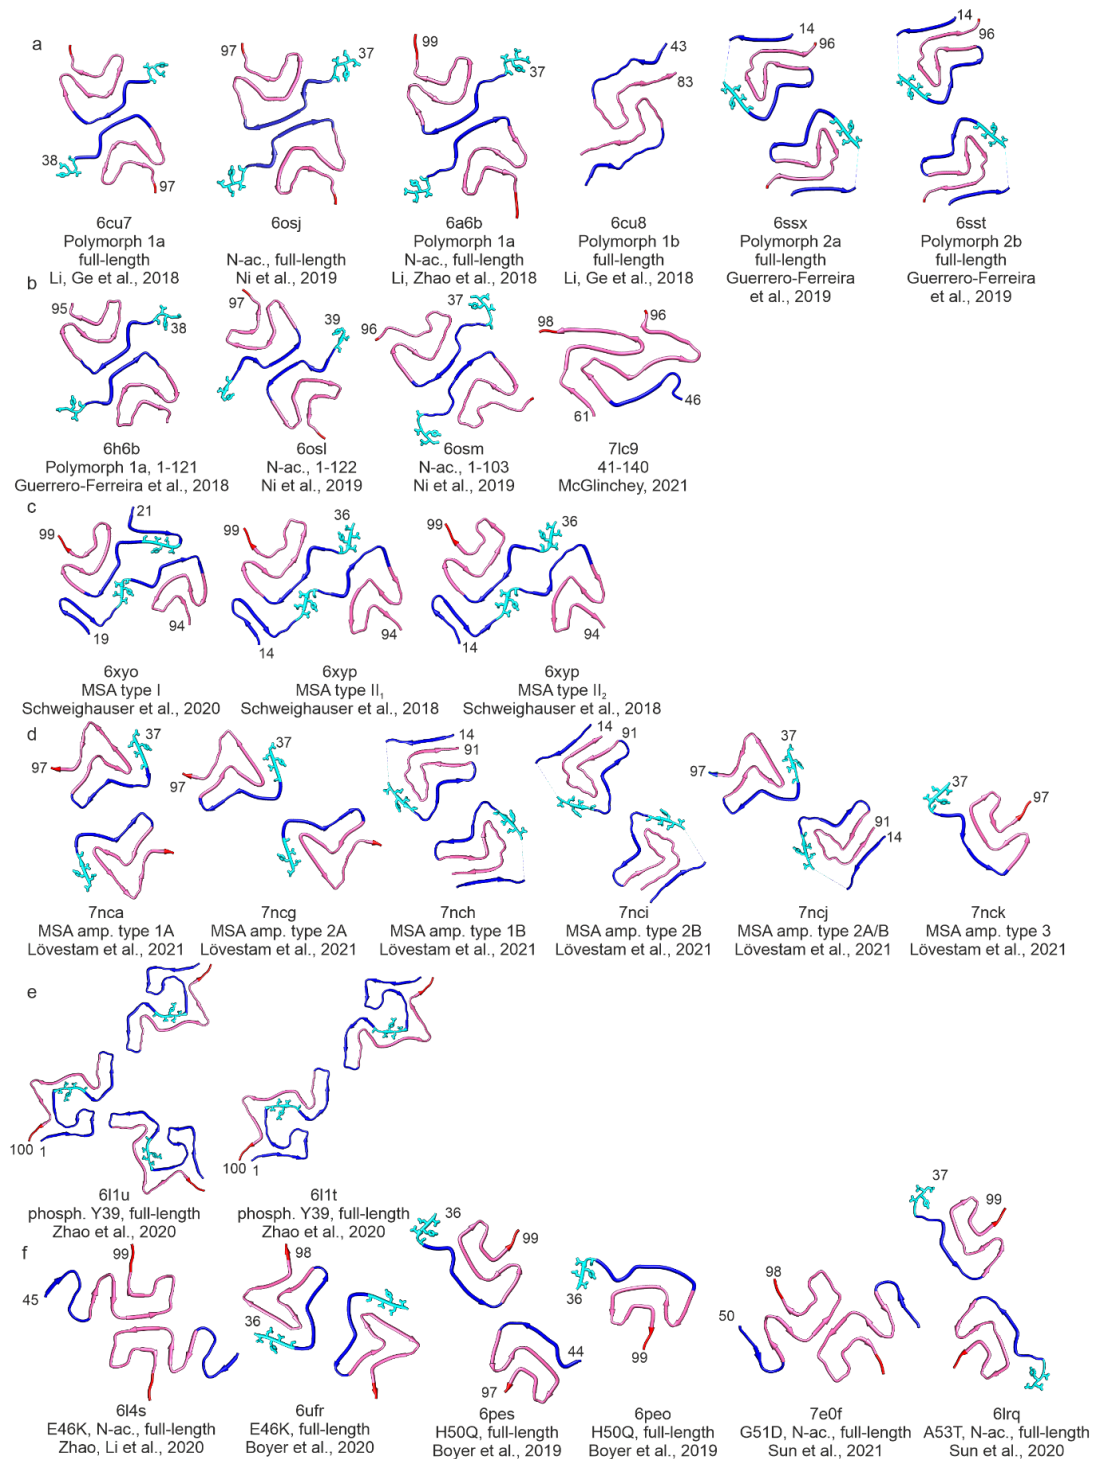 a
97
38
97
6cu7
Polymorph 1a
full-length
Li, Ge et al., 2018
97
37
6osj
N-ac., full-length
Ni et al., 2019
99
37
6a6b
Polymorph 1a
N-ac., full-length
Li, Zhao et al., 2018
43
83
6cu8
Polymorph 1b
full-length
Li, Ge et al., 2018
14
96
6ssx
Polymorph 2a
full-length
Guerrero-Ferreira
et al., 2019
14
96
6sst
Polymorph 2b
full-length
Guerrero-Ferreira
et al., 2019
b
95
38
6h6b
Polymorph 1a, 1-121
Guerrero-Ferreira et al., 2018
97
39
6osl
N-ac., 1-122
Ni et al., 2019
37
96
6osm
N-ac., 1-103
Ni et al., 2019
98
96
61
46
7lc9
41-140
McGlinchey, 2021
c
21
99
19
94
6xyo
MSA type I
Schweighauser et al., 2020
99
36
14
94
6xyp
MSA type II1
Schweighauser et al., 2018
99
36
14
94
6xyp
MSA type II2
Schweighauser et al., 2018
d
37
97
7nca
MSA amp. type 1A
Lövestam et al., 2021
37
97
7ncg
MSA amp. type 2A
Lövestam et al., 2021
14
91
7nch
MSA amp. type 1B
Lövestam et al., 2021
14
91
7nci
MSA amp. type 2B
Lövestam et al., 2021
37
97
91
14
7ncj
MSA amp. type 2A/B
Lövestam et al., 2021
37
97
7nck
MSA amp. type 3
Lövestam et al., 2021
e
100 1
6l1u
phosph. Y39, full-length
Zhao et al., 2020
100 1
6l1t
phosph. Y39, full-length
Zhao et al., 2020
f
99
45
6l4s
E46K, N-ac., full-length
Zhao, Li et al., 2020
98
36
6ufr
E46K, full-length
Boyer et al., 2020
36
99
44
97
6pes
H50Q, full-length
Boyer et al., 2019
36
99
6peo
H50Q, full-length
Boyer et al., 2019
98
50
7e0f
G51D, N-ac., full-length
Sun et al., 2021
37
99
6lrq
A53T, N-ac., full-length
Sun et al., 2020